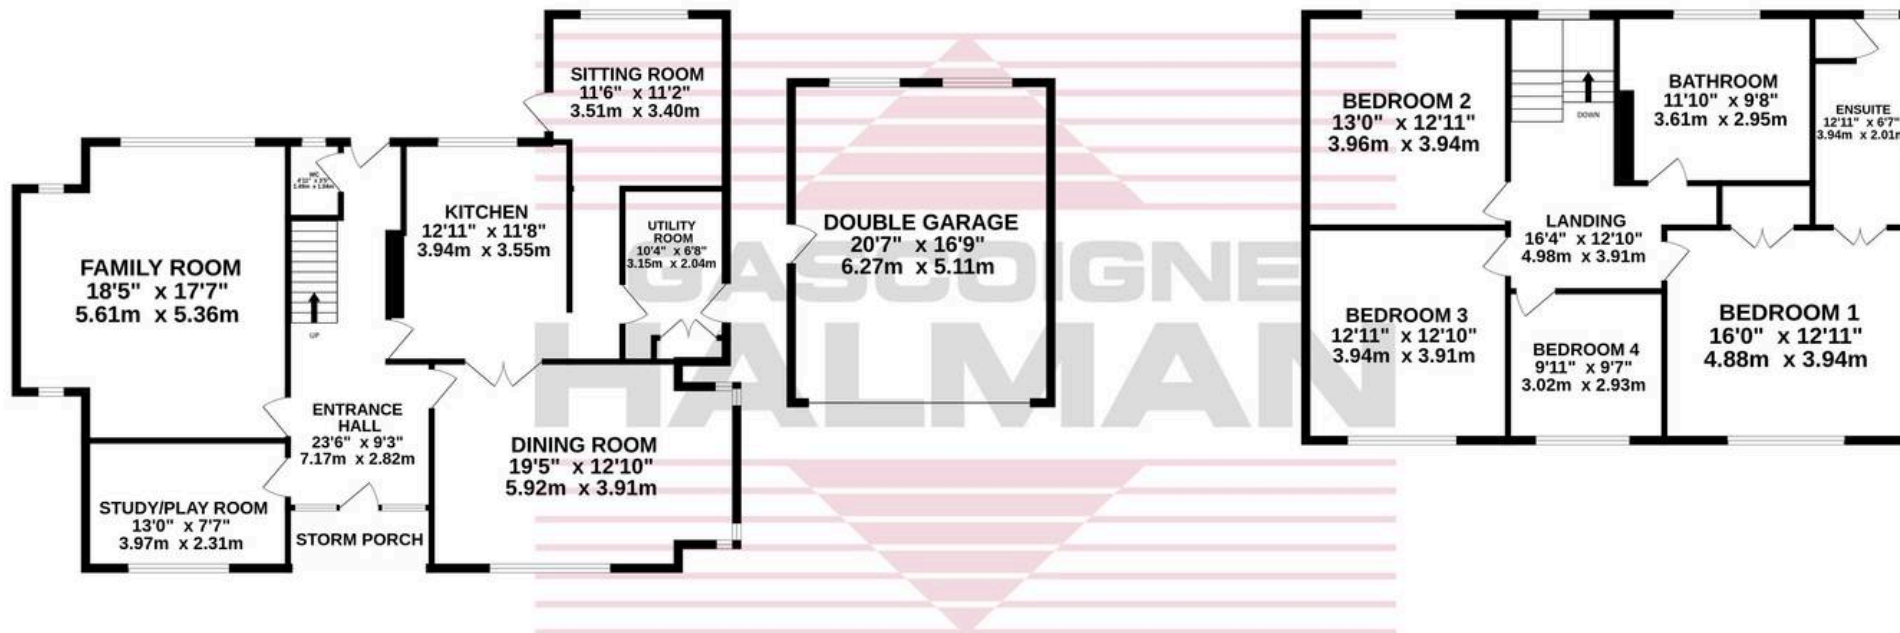 SITTING ROOM
11'6" x 11'2"
3.51m x 3.40m
FAMILY ROOM
18'5" x 17'7"
5.61m x 5.36m
WC
UP
KITCHEN
12'11" x 11'8"
3.94m x 3.55m
UTILITY
ROOM
10'4" x 6'8"
3.15m x 2.04m
ENTRANCE
HALL
23'6" x 9'3"
7.17m x 2.82m
DINING ROOM
19'5" x 12'10"
5.92m x 3.91m
STUDY/PLAY ROOM
13'0" x 7'7"
3.97m x 2.31m
STORM PORCH
DOUBLE GARAGE
20'7" x 16'9"
6.27m x 5.11m
GASCOIGNE
HALMAN
BEDROOM 2
13'0" x 12'11"
3.96m x 3.94m
DOWN
BATHROOM
11'10" x 9'8"
3.61m x 2.95m
ENSUITE
12'11" x 6'7"
3.94m x 2.01m
LANDING
16'4" x 12'10"
4.98m x 3.91m
BEDROOM 3
12'11" x 12'10"
3.94m x 3.91m
BEDROOM 4
9'11" x 9'7"
3.02m x 2.93m
BEDROOM 1
16'0" x 12'11"
4.88m x 3.94m